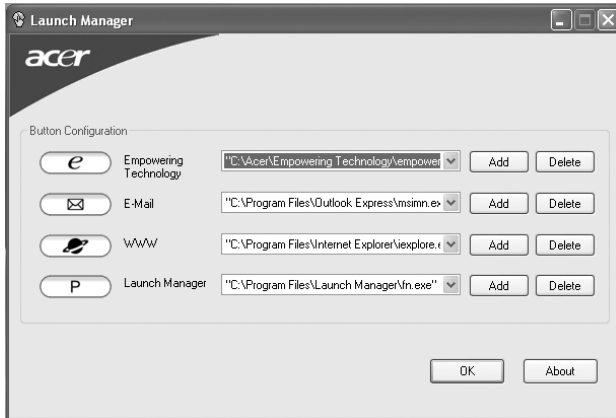 Launch Manager
acer
Button Configuration
e Empowering Technology "C:\Acer\Empowering Technology\empower Add Delete
E-Mail "C:\Program Files\Outlook Express\msimn.ex Add Delete
WWW "C:\Program Files\Internet Explorer\iexplore.e Add Delete
P Launch Manager "C:\Program Files\Launch Manager\fn.exe" Add Delete
OK About